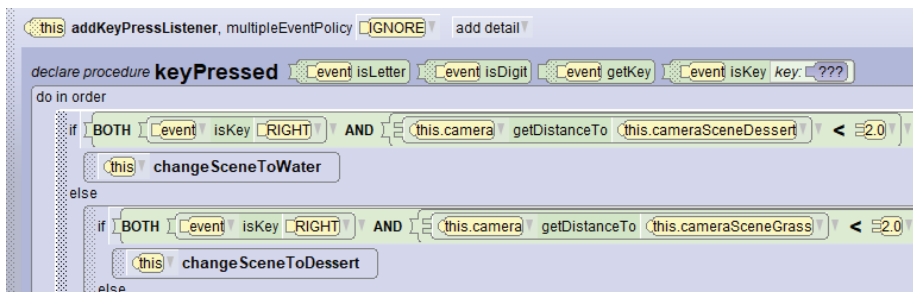 this addKeyPressListener, multipleEventPolicy IGNORE add detail
declare procedure keyPressed event isLetter event isDigit event getKey event isKey key: ???
do in order
if BOTH event isKey RIGHT AND this.camera getDistanceTo this.cameraSceneDessert < 2.0
this changeSceneToWater
else
if BOTH event isKey RIGHT AND this.camera getDistanceTo this.cameraSceneGrass < 2.0
this changeSceneToDessert
else